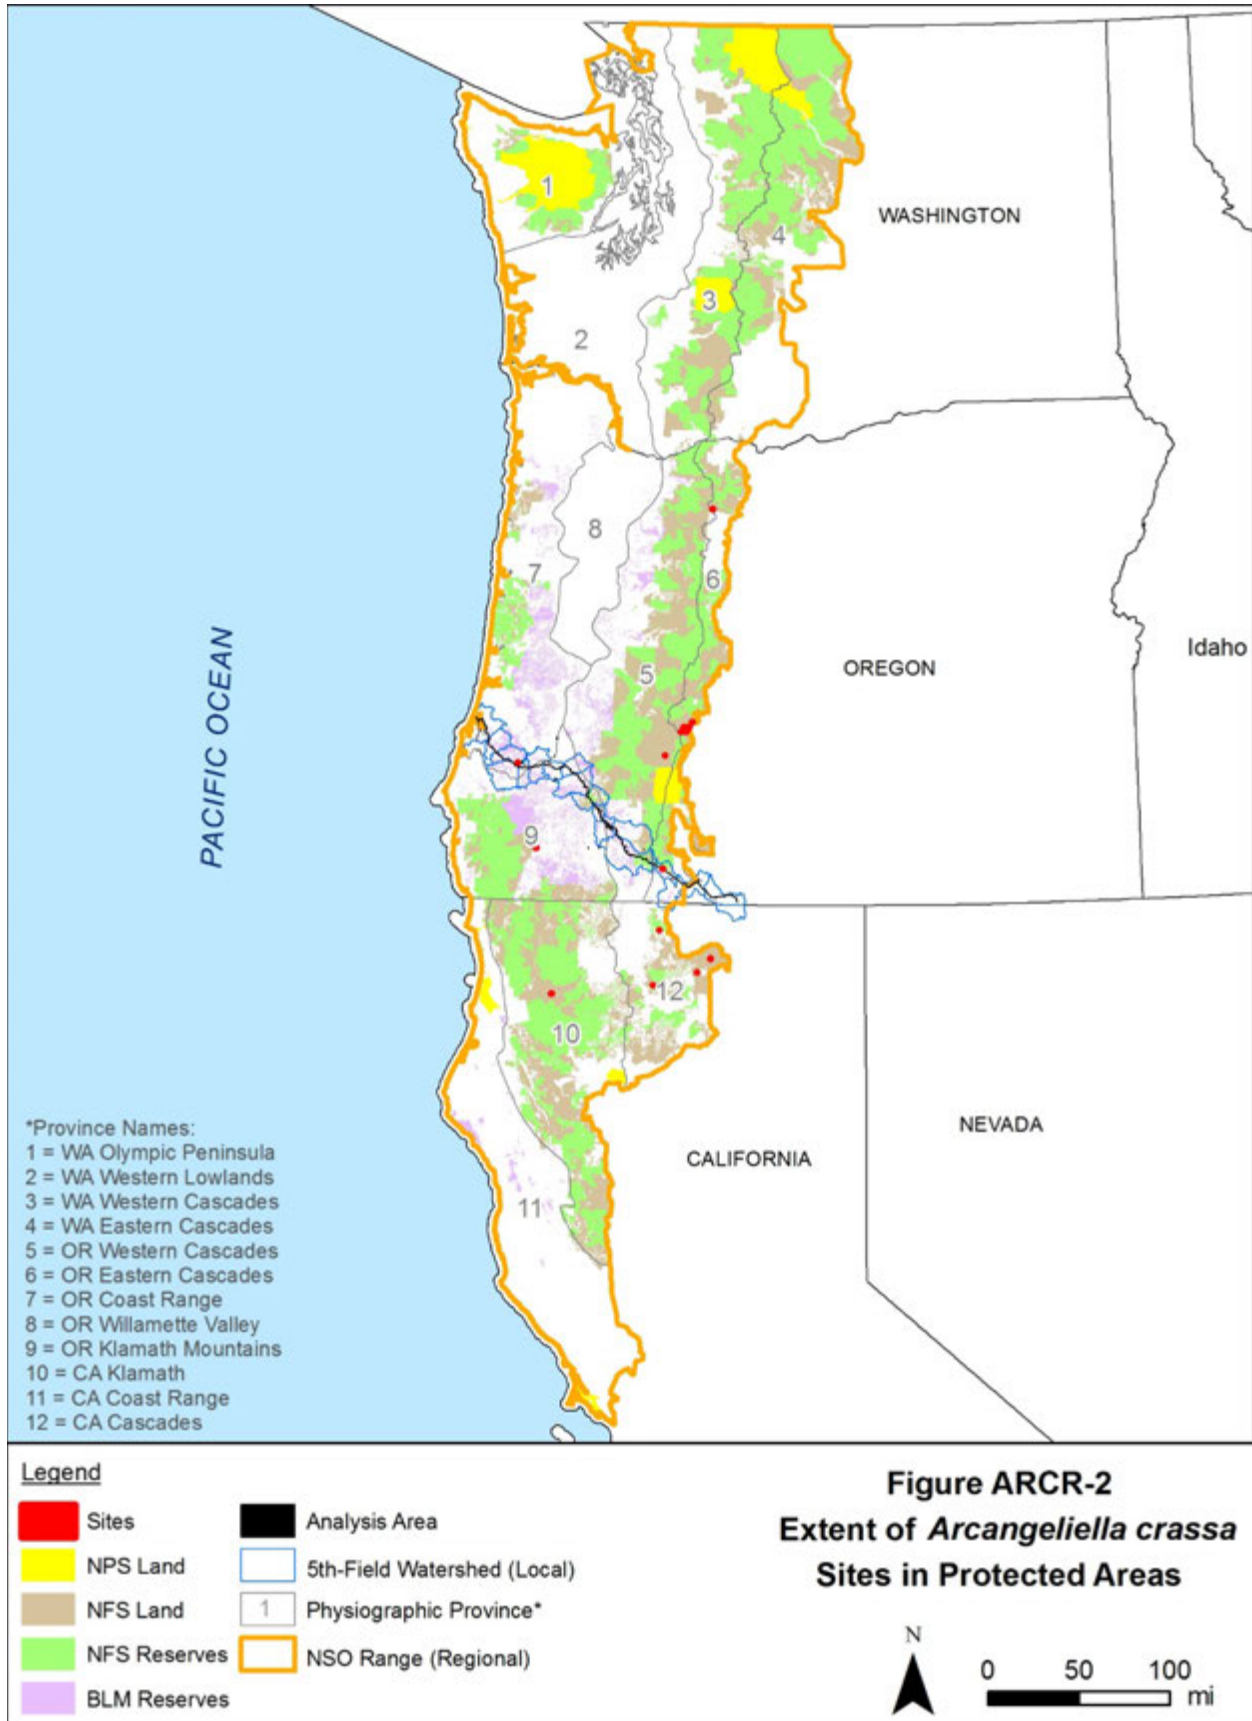 1
2
3
4
WASHINGTON
5
6
7
8
OREGON
Idaho
PACIFIC OCEAN
9
10
11
12
CALIFORNIA
NEVADA
*Province Names:
1 = WA Olympic Peninsula
2 = WA Western Lowlands
3 = WA Western Cascades
4 = WA Eastern Cascades
5 = OR Western Cascades
6 = OR Eastern Cascades
7 = OR Coast Range
8 = OR Willamette Valley
9 = OR Klamath Mountains
10 = CA Klamath
11 = CA Coast Range
12 = CA Cascades
Legend
Sites
NPS Land
NFS Land
NFS Reserves
BLM Reserves
Analysis Area
5th-Field Watershed (Local)
1 Physiographic Province*
NSO Range (Regional)
Figure ARCR-2
Extent of Arcangeliella crassa
Sites in Protected Areas
N
0 50 100
mi